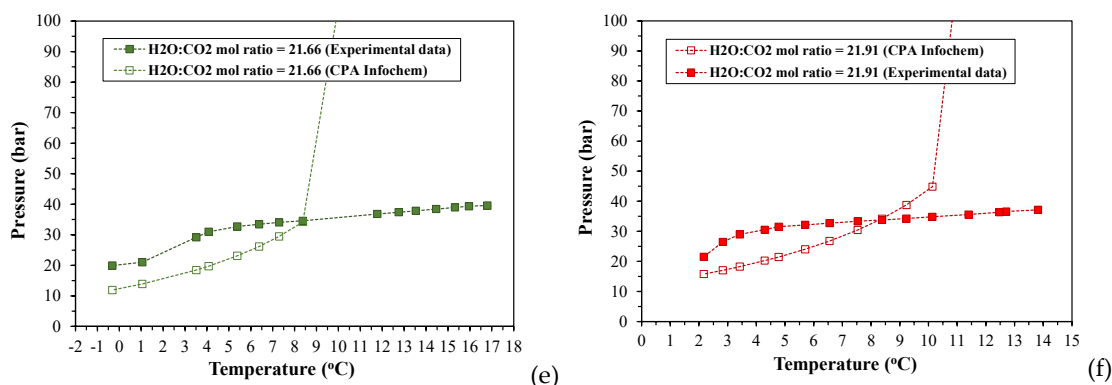 100
90
80
70
60
50
40
30
20
10
0
Pressure (bar)
H2O:CO2 mol ratio = 21.66 (Experimental data)
H2O:CO2 mol ratio = 21.66 (CPA Infochem)
-2 -1 0 1 2 3 4 5 6 7 8 9 10 11 12 13 14 15 16 17 18
Temperature (ºC)
(e)
100
90
80
70
60
50
40
30
20
10
0
Pressure (bar)
H2O:CO2 mol ratio = 21.91 (CPA Infochem)
H2O:CO2 mol ratio = 21.91 (Experimental data)
0 1 2 3 4 5 6 7 8 9 10 11 12 13 14 15
Temperature (ºC)
(f)